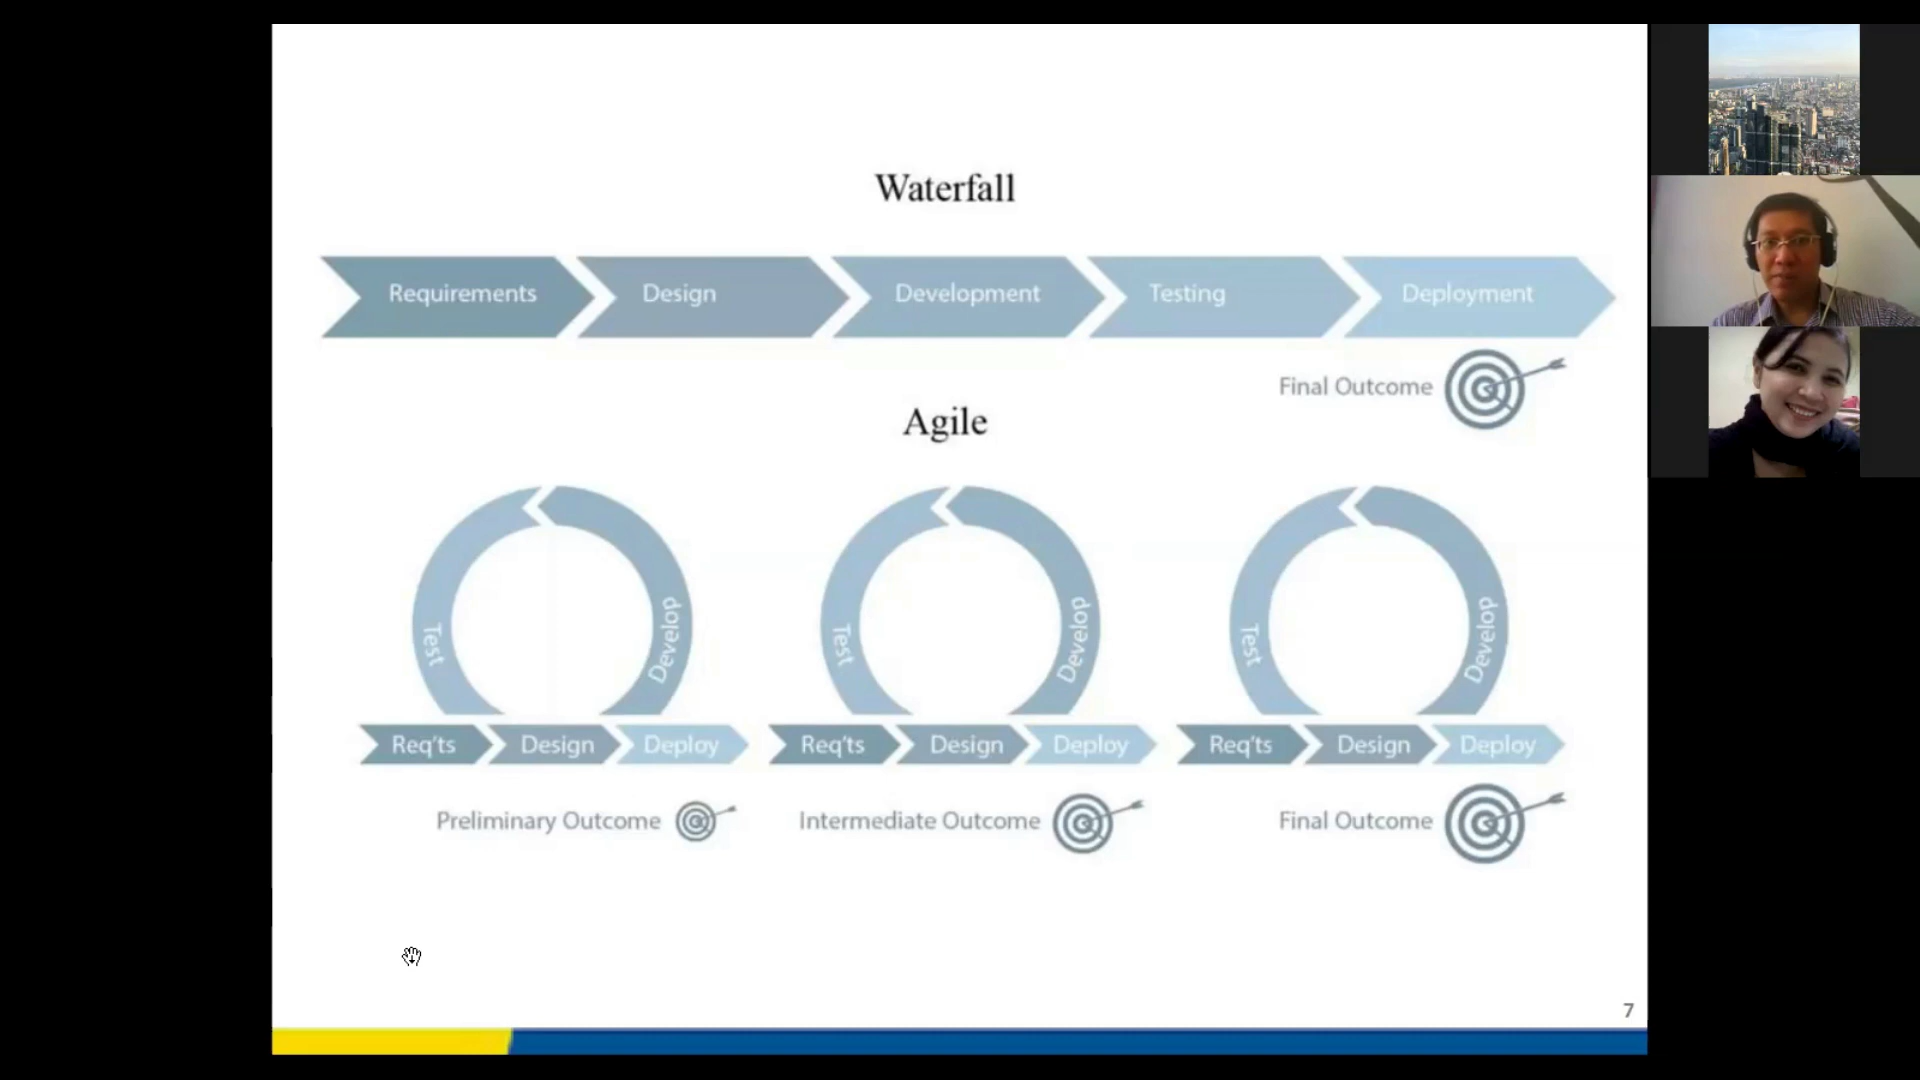 Waterfall
Requirements Design Development Testing Deployment
Final Outcome
Agile
Test Develop Test Develop Test Develop
Req'ts Design Deploy Req'ts Design Deploy Req'ts Design Deploy
Preliminary Outcome Intermediate Outcome Final Outcome
7